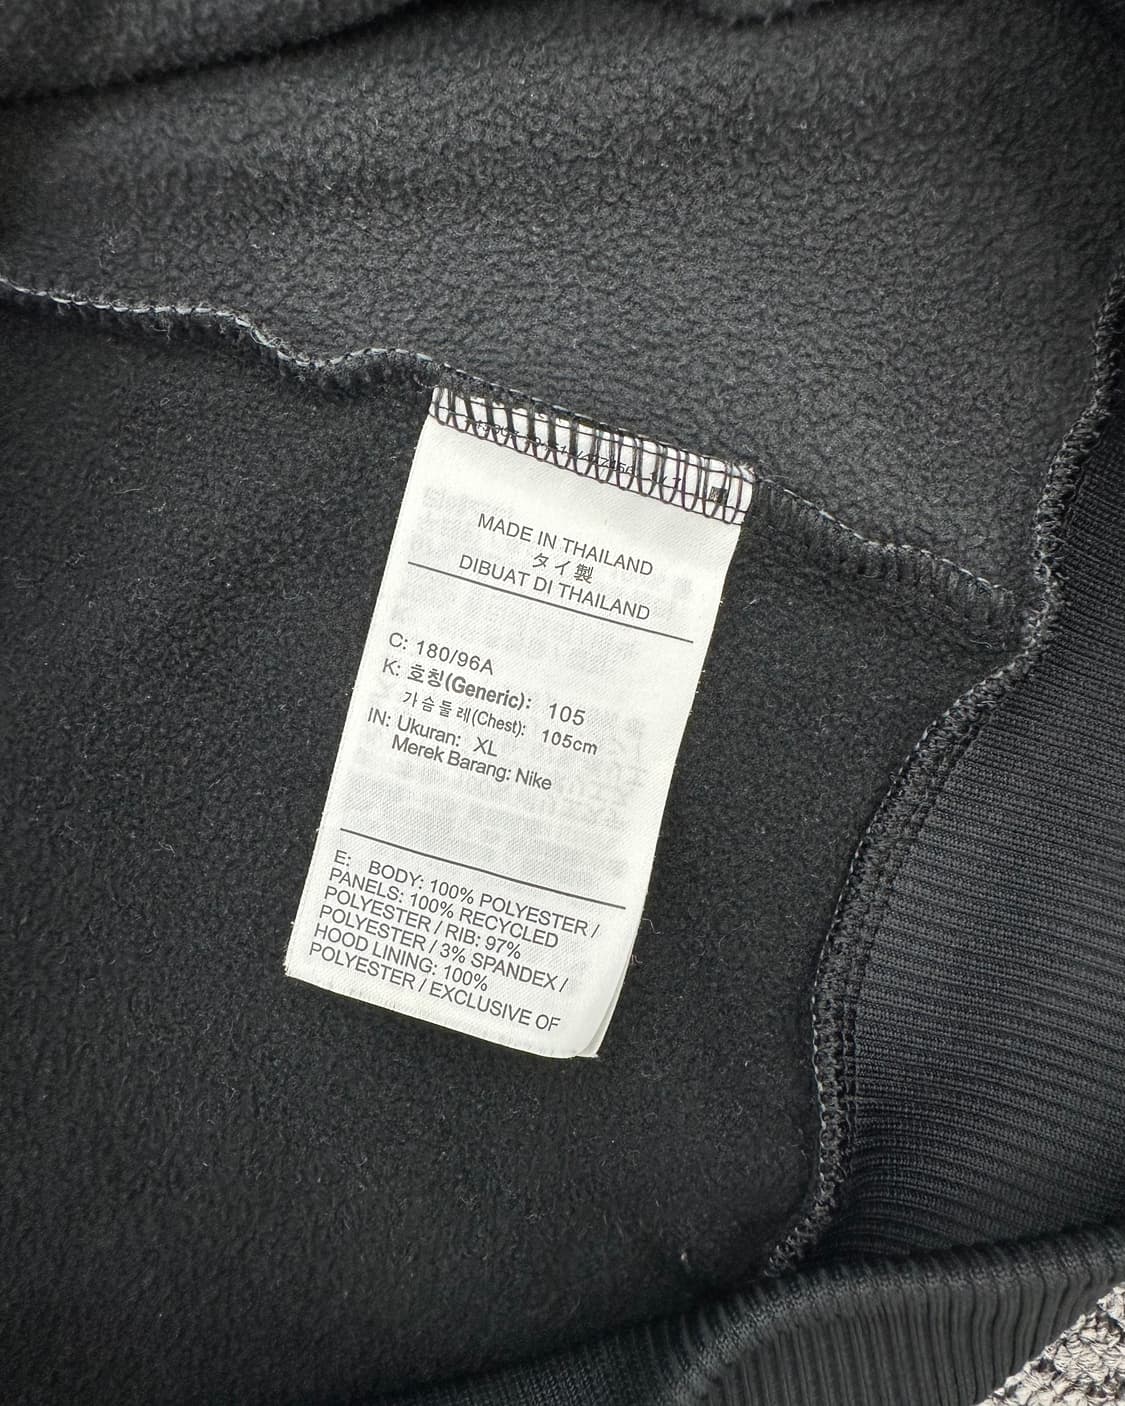 MADE IN THAILAND
タイ製
DIBUAT DI THAILAND
C: 180/96A
K: 호칭(Generic): 105
가슴둘레(Chest): 105cm
IN: Ukuran: XL
Merek Barang: Nike
E: BODY: 100% POLYESTER /
PANELS: 100% RECYCLED
POLYESTER / RIB: 97%
POLYESTER / 3% SPANDEX /
HOOD LINING: 100%
POLYESTER / EXCLUSIVE OF